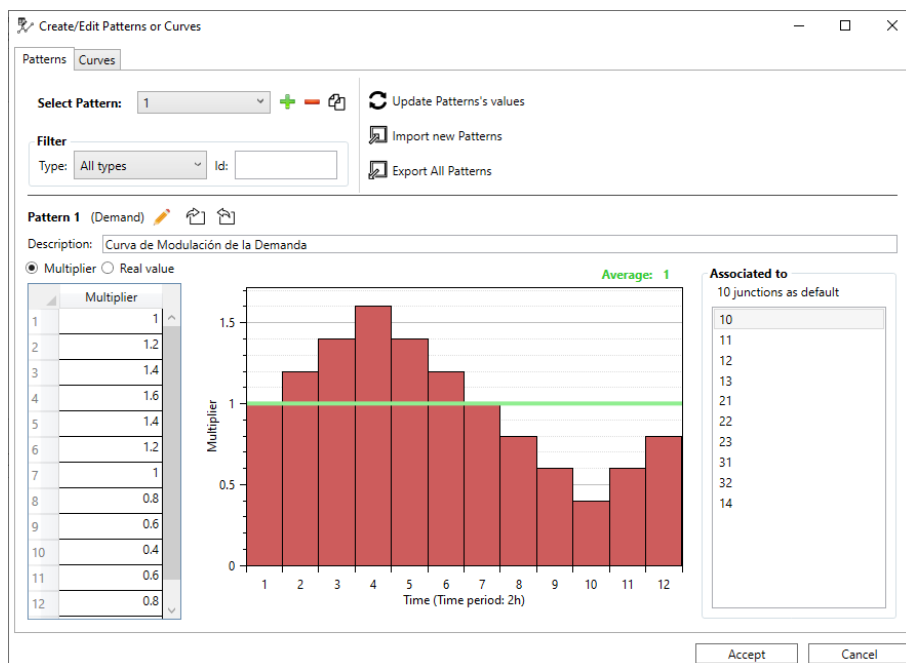 Create/Edit Patterns or Curves
Patterns
Curves
Select Pattern: 1
Update Patterns's values
Import new Patterns
Export All Patterns
Filter
Type: All types Id:
Pattern 1 (Demand)
Description: Curva de Modulación de la Demanda
Multiplier Real value
Multiplier
1 1
2 1.2
3 1.4
4 1.6
5 1.4
6 1.2
7 1
8 0.8
9 0.6
10 0.4
11 0.6
12 0.8
Average: 1
Multiplier
1.5
1
0.5
0
1 2 3 4 5 6 7 8 9 10 11 12
Time (Time period: 2h)
Associated to
10 junctions as default
10
11
12
13
21
22
23
31
32
14
Accept
Cancel